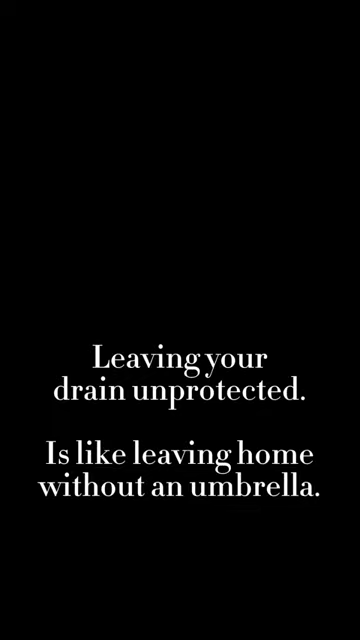 Leaving your
drain unprotected.
Is like leaving home
without an umbrella.